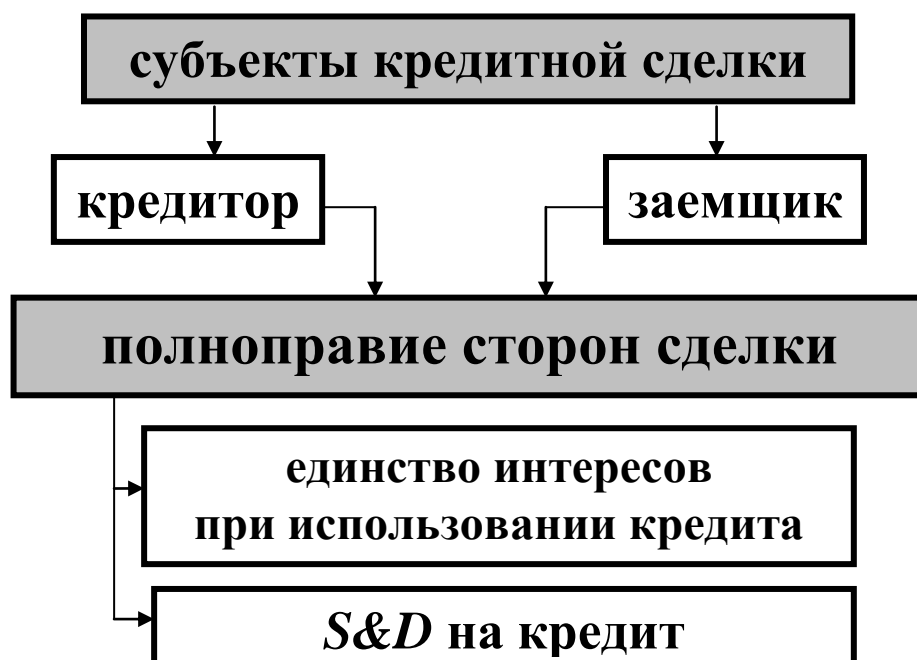 субъекты кредитной сделки
кредитор
заемщик
полноправие сторон сделки
единство интересов
при использовании кредита
S&D на кредит